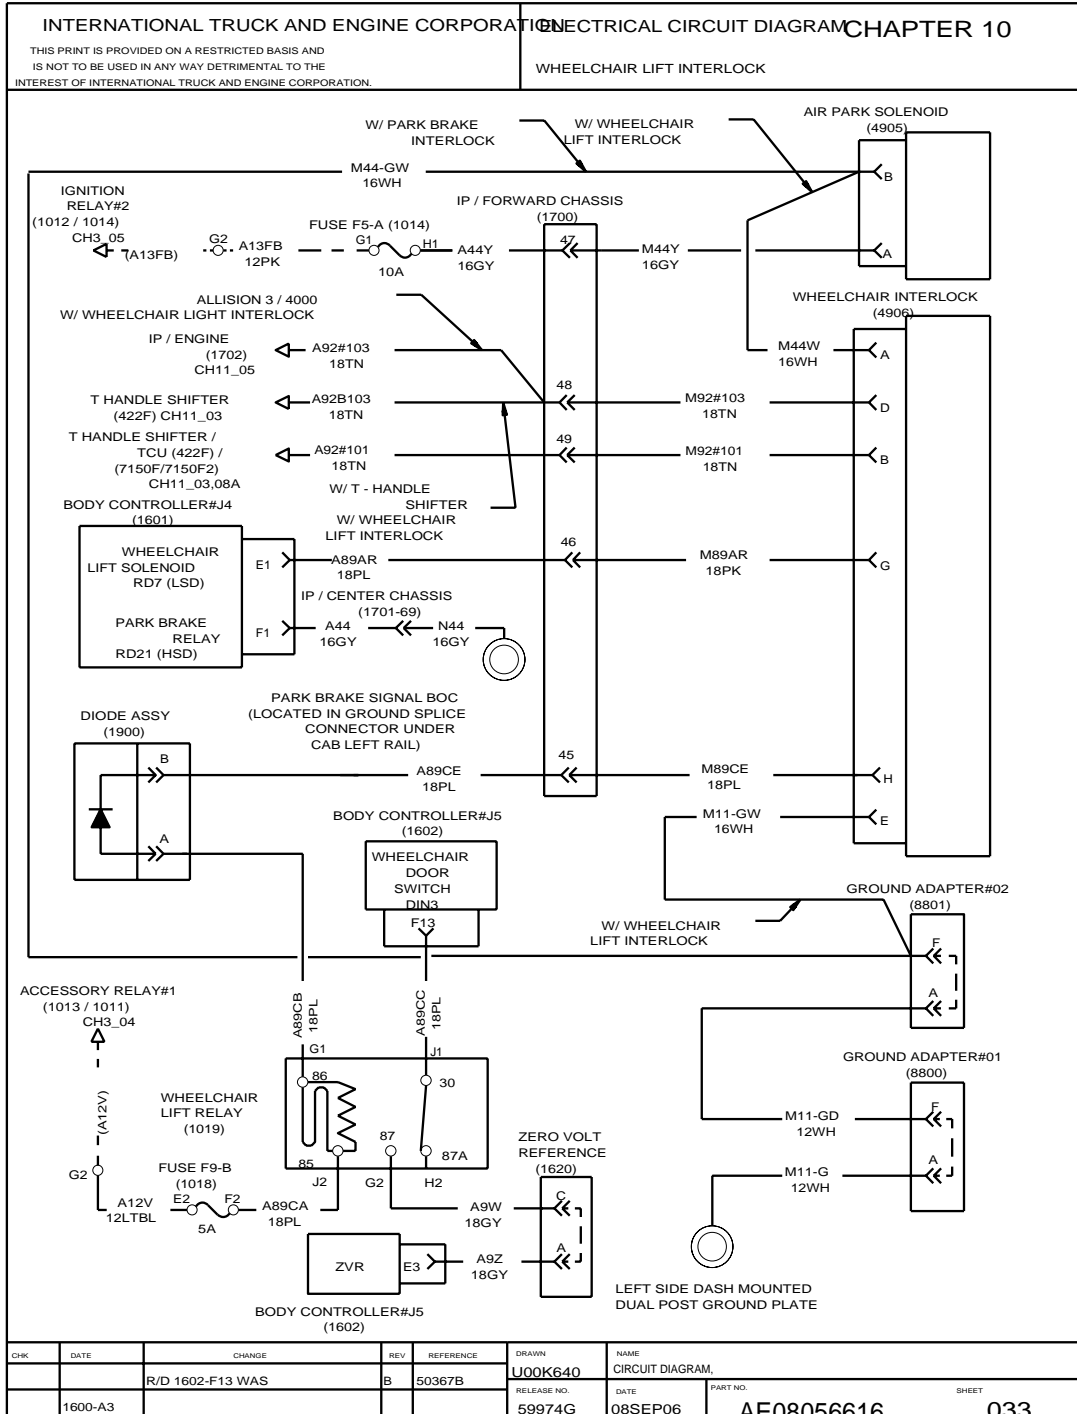 INTERNATIONAL TRUCK AND ENGINE CORPORATION
THIS PRINT IS PROVIDED ON A RESTRICTED BASIS AND
IS NOT TO BE USED IN ANY WAY DETRIMENTAL TO THE
INTEREST OF INTERNATIONAL TRUCK AND ENGINE CORPORATION.
ELECTRICAL CIRCUIT DIAGRAM
CHAPTER 10
WHEELCHAIR LIFT INTERLOCK
W/ PARK BRAKE
INTERLOCK
W/ WHEELCHAIR
LIFT INTERLOCK
AIR PARK SOLENOID
(4905)
M44-GW
16WH
B
IGNITION
RELAY#2
(1012 / 1014)
CH3_05
(A13FB)
G2
A13FB
12PK
FUSE F5-A (1014)
G1
H1
10A
A44Y
16GY
IP / FORWARD CHASSIS
(1700)
47
M44Y
16GY
A
ALLISION 3 / 4000
W/ WHEELCHAIR LIGHT INTERLOCK
WHEELCHAIR INTERLOCK
(4906)
IP / ENGINE
(1702)
CH11_05
A92#103
18TN
M44W
16WH
A
T HANDLE SHIFTER
(422F) CH11_03
A92B103
18TN
48
M92#103
18TN
D
T HANDLE SHIFTER /
TCU (422F) /
(7150F/7150F2)
CH11_03,08A
A92#101
18TN
49
M92#101
18TN
B
W/ T - HANDLE
SHIFTER
W/ WHEELCHAIR
LIFT INTERLOCK
BODY CONTROLLER#J4
(1601)
WHEELCHAIR
LIFT SOLENOID
RD7 (LSD)
E1
A89AR
18PL
46
M89AR
18PK
G
PARK BRAKE
RELAY
RD21 (HSD)
F1
IP / CENTER CHASSIS
(1701-69)
A44
16GY
N44
16GY
PARK BRAKE SIGNAL BOC
(LOCATED IN GROUND SPLICE
CONNECTOR UNDER
CAB LEFT RAIL)
DIODE ASSY
(1900)
B
A
A89CE
18PL
45
M89CE
18PL
H
M11-GW
16WH
E
BODY CONTROLLER#J5
(1602)
WHEELCHAIR
DOOR
SWITCH
DIN3
F13
W/ WHEELCHAIR
LIFT INTERLOCK
GROUND ADAPTER#02
(8801)
F
A
ACCESSORY RELAY#1
(1013 / 1011)
CH3_04
A89CB
18PL
A89CC
18PL
G1
J1
86
30
WHEELCHAIR
LIFT RELAY
(1019)
87
87A
85
J2
G2
H2
(A12V)
G2
A12V
12LTBL
FUSE F9-B
(1018)
E2
F2
5A
A89CA
18PL
ZERO VOLT
REFERENCE
(1620)
A9W
18GY
C
A
ZVR
E3
A9Z
18GY
BODY CONTROLLER#J5
(1602)
GROUND ADAPTER#01
(8800)
M11-GD
12WH
F
M11-G
12WH
A
LEFT SIDE DASH MOUNTED
DUAL POST GROUND PLATE
CHK
DATE
CHANGE
REV
REFERENCE
DRAWN
NAME
R/D 1602-F13 WAS
B
50367B
U00K640
CIRCUIT DIAGRAM,
1600-A3
RELEASE NO.
59974G
DATE
08SEP06
PART NO.
AE08056616
SHEET
033